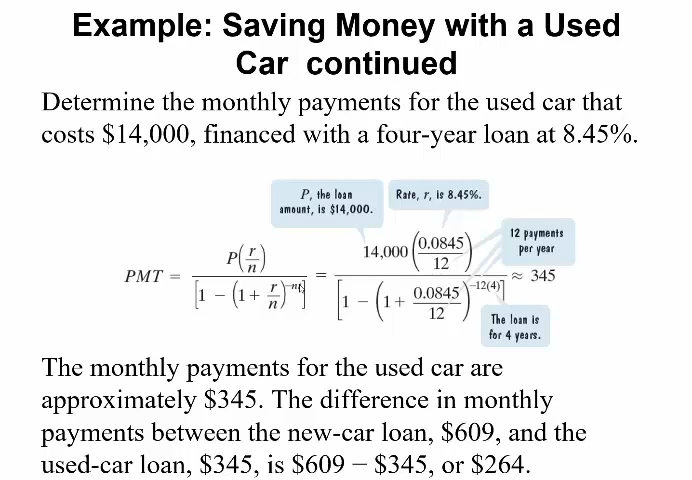 Example: Saving Money with a Used
Car continued
Determine the monthly payments for the used car that
costs $14,000, financed with a four-year loan at 8.45%.
P, the loan
amount, is $14,000.
Rate, r, is 8.45%.
12 payments
per year
PMT = P(r/n) / [1 − (1 + r/n)^−nt] = 14,000(0.0845/12) / [1 − (1 + 0.0845/12)^−12(4)] ≈ 345
The loan is
for 4 years.
The monthly payments for the used car are
approximately $345. The difference in monthly
payments between the new-car loan, $609, and the
used-car loan, $345, is $609 − $345, or $264.